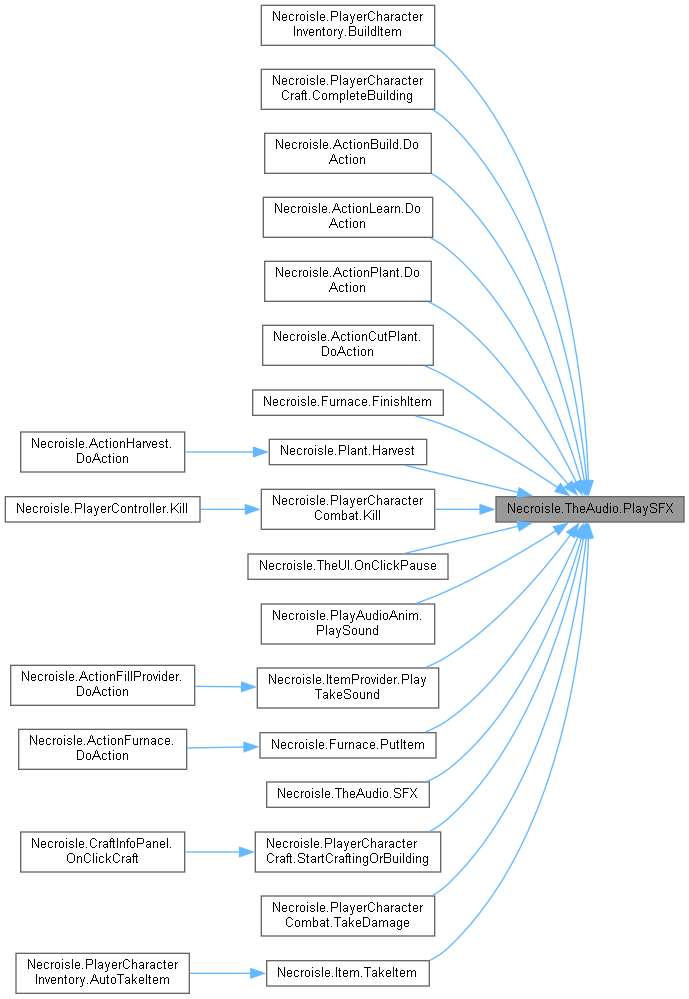 Necroisle.PlayerCharacter
Inventory.BuildItem
Necroisle.PlayerCharacter
Craft.CompleteBuilding
Necroisle.ActionBuild.Do
Action
Necroisle.ActionLearn.Do
Action
Necroisle.ActionPlant.Do
Action
Necroisle.ActionCutPlant.
DoAction
Necroisle.Furnace.FinishItem
Necroisle.ActionHarvest.
DoAction
Necroisle.Plant.Harvest
Necroisle.PlayerController.Kill
Necroisle.PlayerCharacter
Combat.Kill
Necroisle.TheAudio.PlaySFX
Necroisle.TheUI.OnClickPause
Necroisle.PlayAudioAnim.
PlaySound
Necroisle.ActionFillProvider.
DoAction
Necroisle.ItemProvider.Play
TakeSound
Necroisle.ActionFurnace.
DoAction
Necroisle.Furnace.PutItem
Necroisle.TheAudio.SFX
Necroisle.CraftInfoPanel.
OnClickCraft
Necroisle.PlayerCharacter
Craft.StartCraftingOrBuilding
Necroisle.PlayerCharacter
Combat.TakeDamage
Necroisle.PlayerCharacter
Inventory.AutoTakeItem
Necroisle.Item.TakeItem